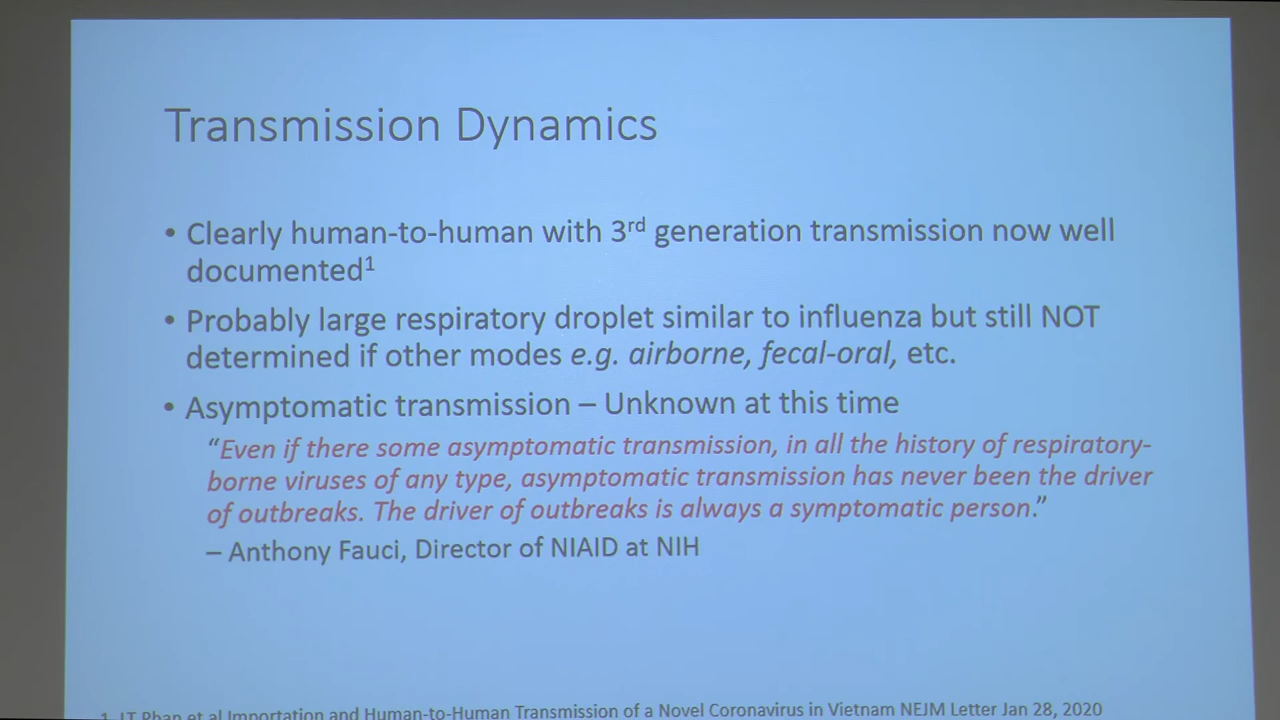 Transmission Dynamics
• Clearly human-to-human with 3rd generation transmission now well
documented1
• Probably large respiratory droplet similar to influenza but still NOT
determined if other modes e.g. airborne, fecal-oral, etc.
• Asymptomatic transmission – Unknown at this time
“Even if there some asymptomatic transmission, in all the history of respiratory-
borne viruses of any type, asymptomatic transmission has never been the driver
of outbreaks. The driver of outbreaks is always a symptomatic person.”
– Anthony Fauci, Director of NIAID at NIH
1. LT Phan et al Importation and Human-to-Human Transmission of a Novel Coronavirus in Vietnam NEJM Letter Jan 28, 2020